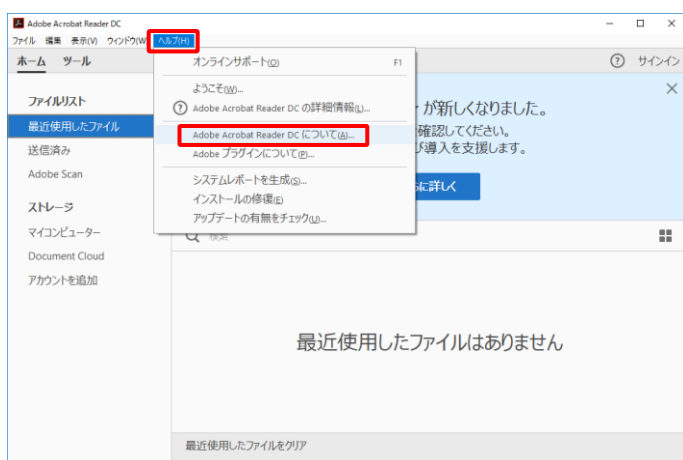 Adobe Acrobat Reader DC
ファイル 編集 表示(V) ウィンドウ(W) ヘルプ(H)
ホーム ツール
サインイン
オンラインサポート(O) F1
ようこそ(W)...
Adobe Acrobat Reader DC の詳細情報(L)...
Adobe Acrobat Reader DC について(A)...
Adobe プラグインについて(P)...
システムレポートを生成(S)...
インストールの修復(E)
アップデートの有無をチェック(U)...
ファイルリスト
最近使用したファイル
送信済み
Adobe Scan
ストレージ
マイコンピューター
Document Cloud
アカウントを追加
が新しくなりました。
確認してください。
導入を支援します。
に詳しく
検索
最近使用したファイルはありません
最近使用したファイルをクリア